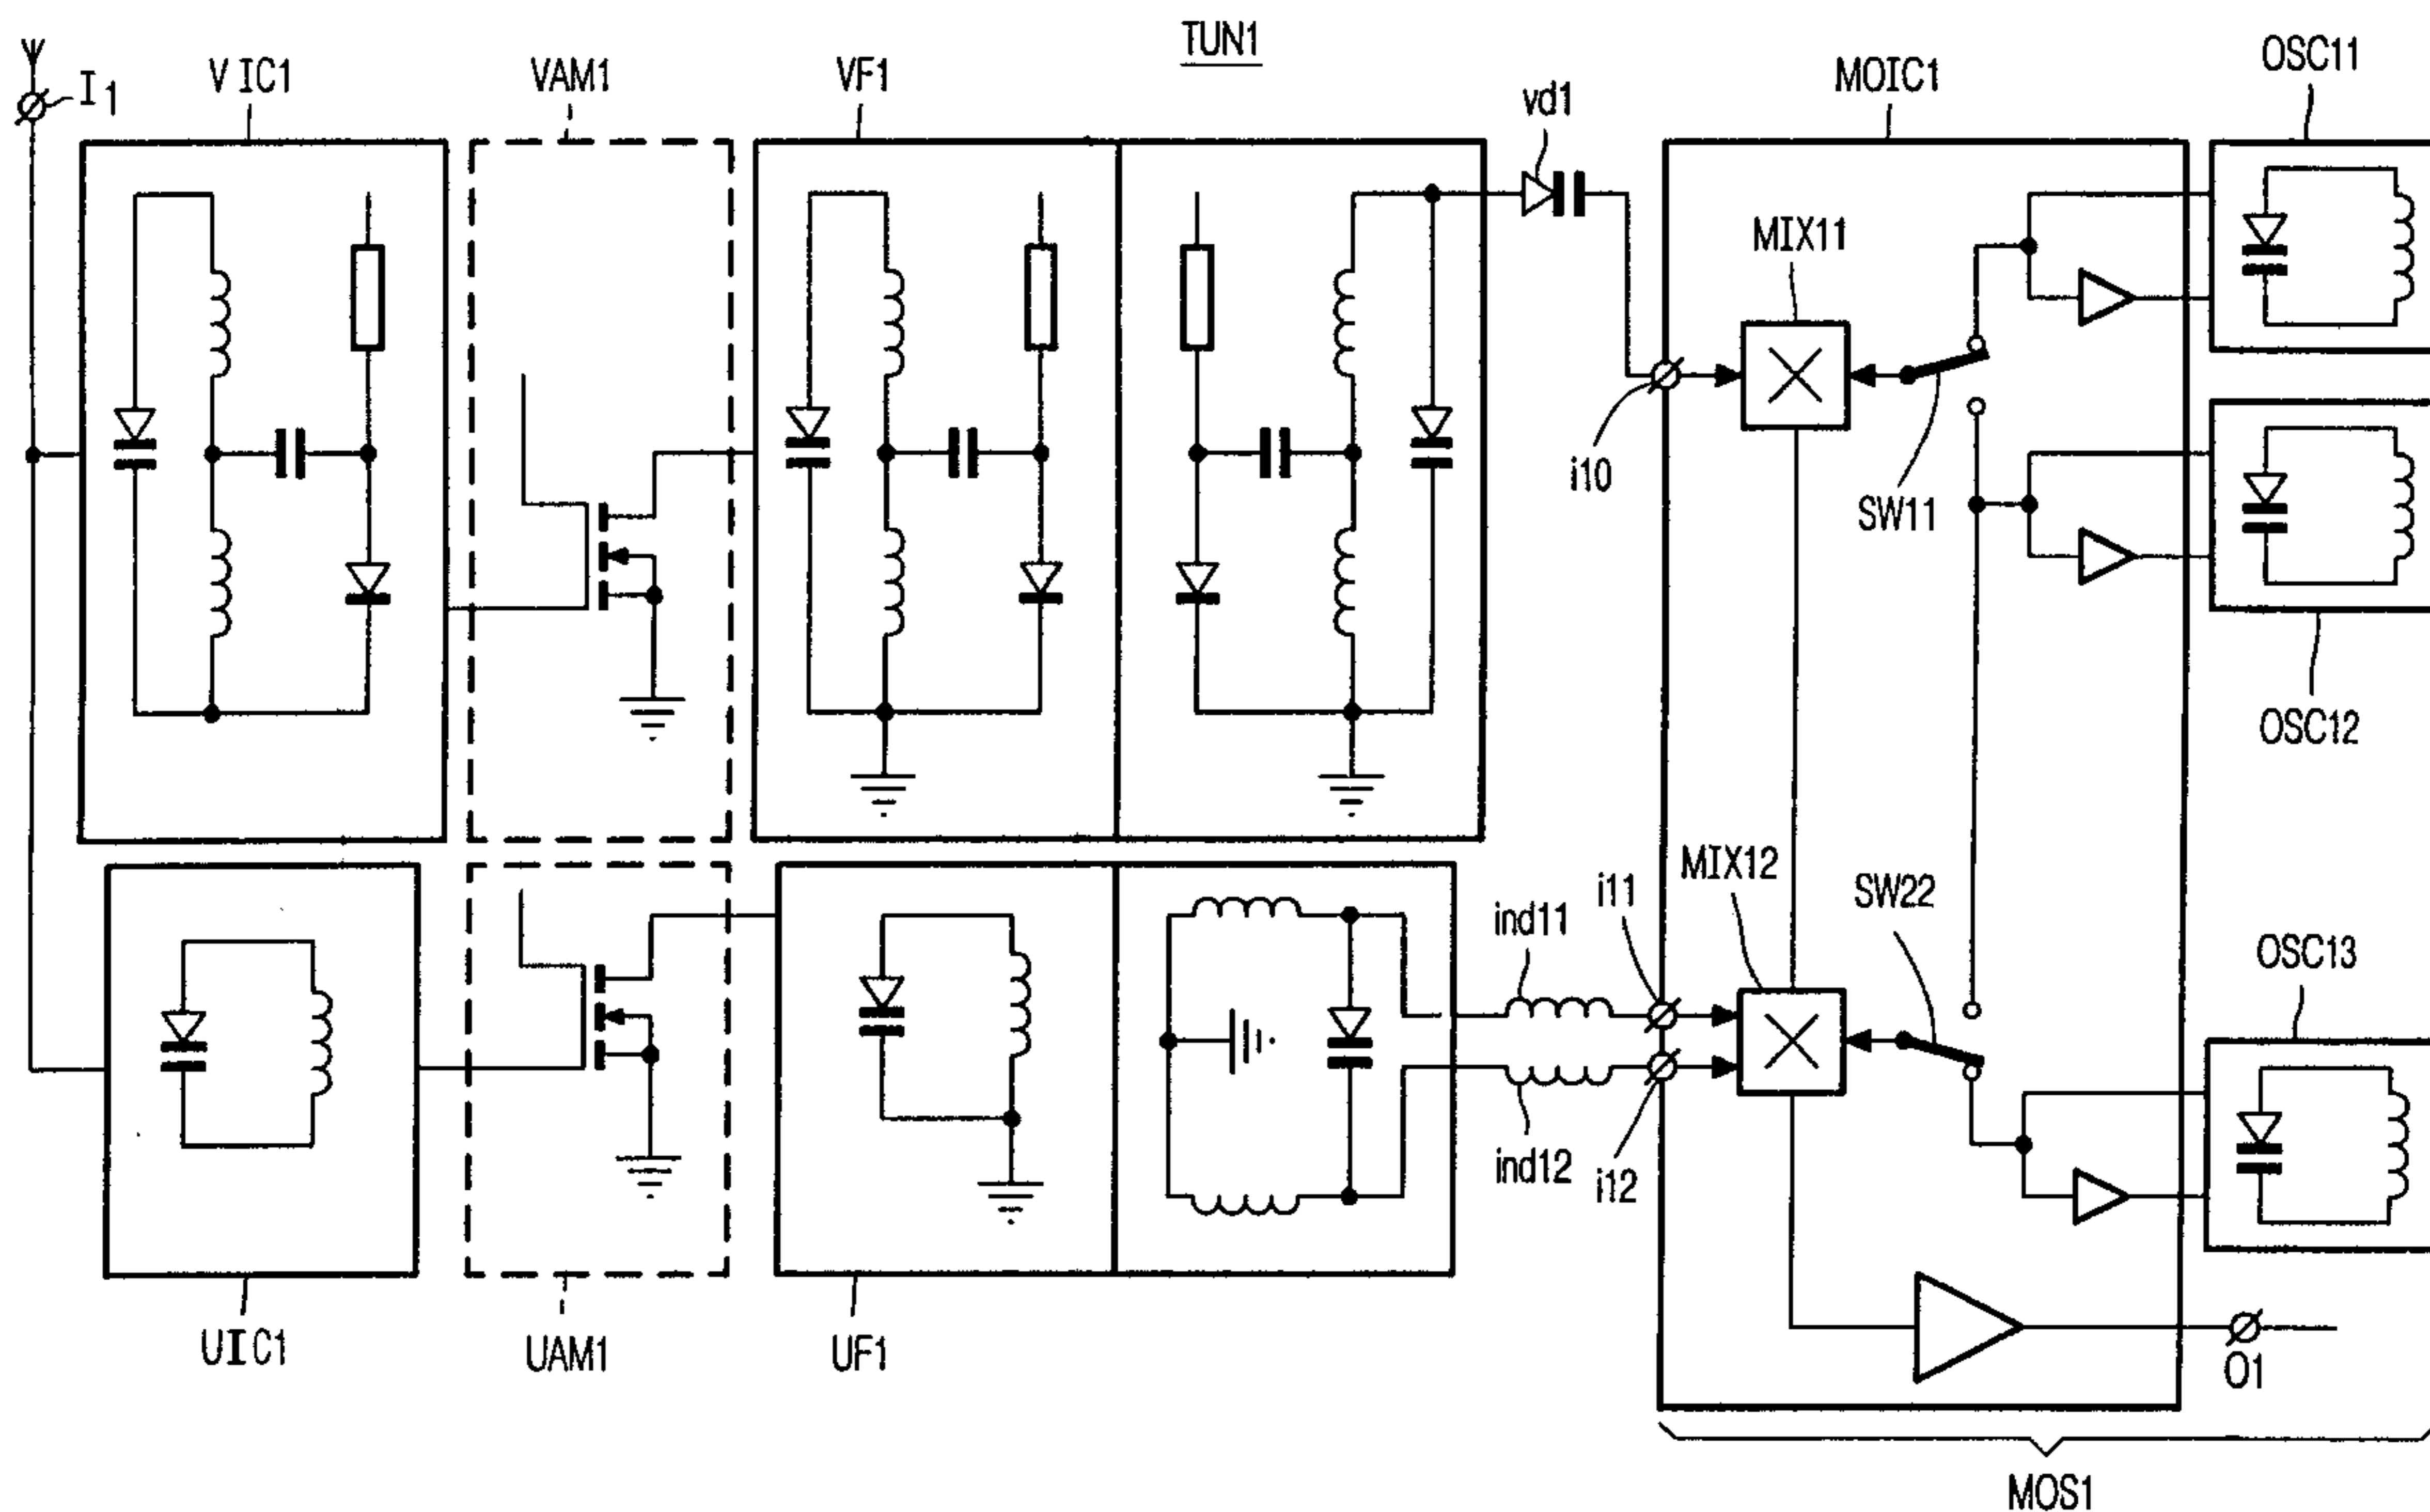 TUN1
I1
VIC1
VAM1
VF1
vd1
MOIC1
OSC11
MIX11
i10
SW11
OSC12
MIX12
SW22
i11
ind11
OSC13
ind12
i12
UIC1
UAM1
UF1
O1
MOS1